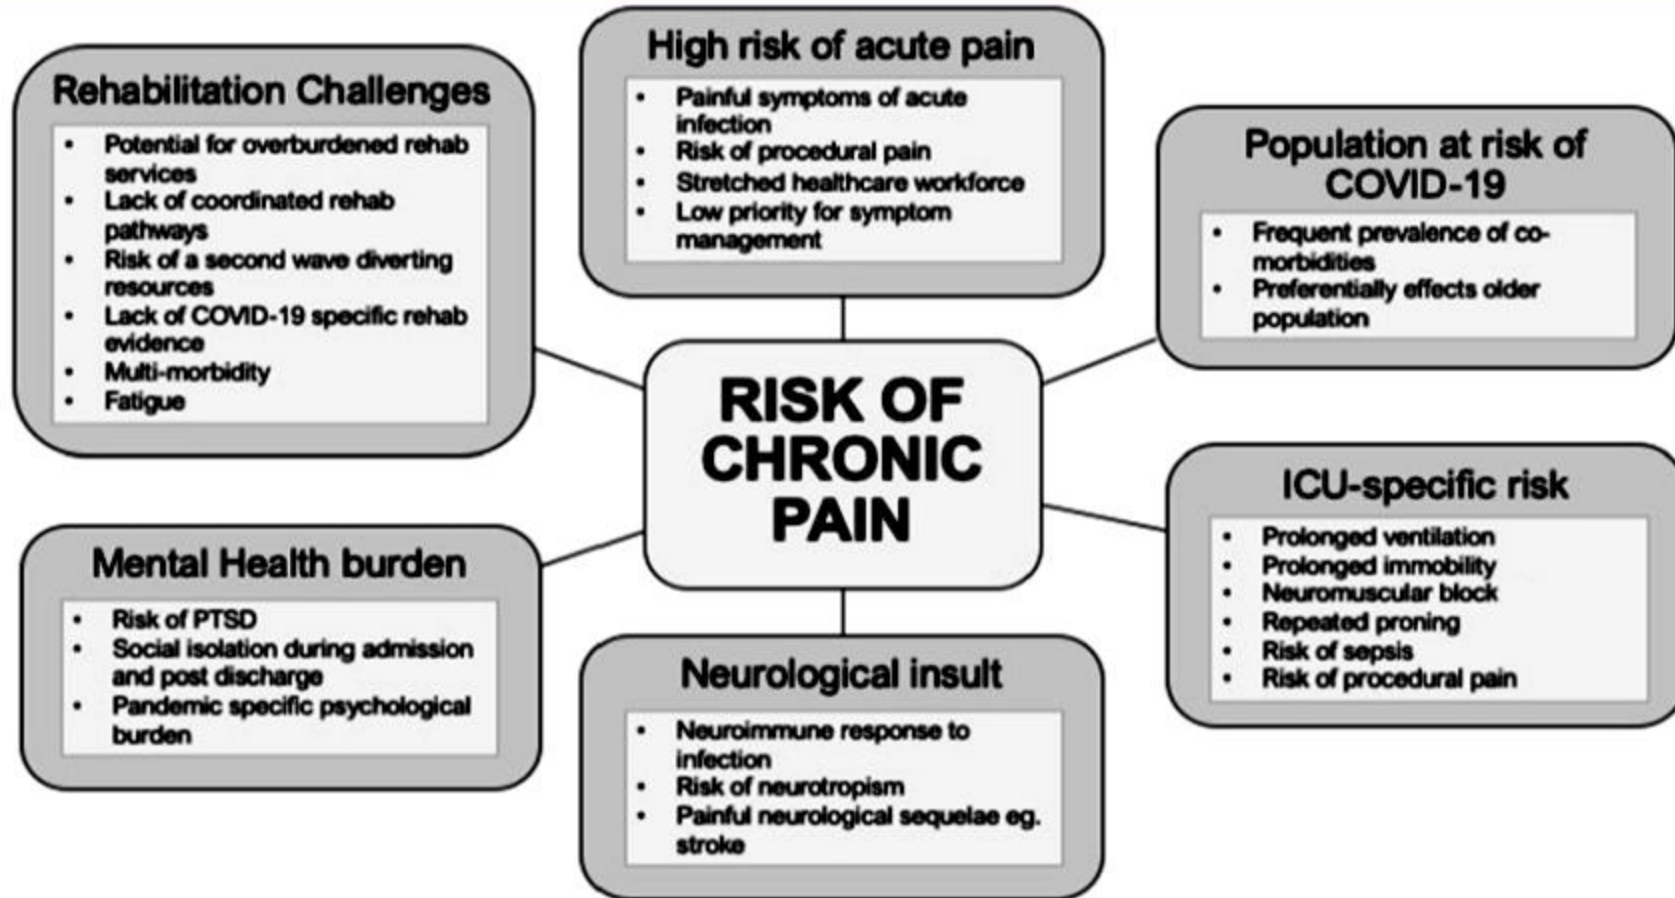 Rehabilitation Challenges
• Potential for overburdened rehab
services
• Lack of coordinated rehab
pathways
• Risk of a second wave diverting
resources
• Lack of COVID-19 specific rehab
evidence
• Multi-morbidity
• Fatigue
High risk of acute pain
• Painful symptoms of acute
infection
• Risk of procedural pain
• Stretched healthcare workforce
• Low priority for symptom
management
Population at risk of
COVID-19
• Frequent prevalence of co-
morbidities
• Preferentially effects older
population
RISK OF
CHRONIC
PAIN
Mental Health burden
• Risk of PTSD
• Social isolation during admission
and post discharge
• Pandemic specific psychological
burden
Neurological insult
• Neuroimmune response to
infection
• Risk of neurotropism
• Painful neurological sequelae eg.
stroke
ICU-specific risk
• Prolonged ventilation
• Prolonged immobility
• Neuromuscular block
• Repeated proning
• Risk of sepsis
• Risk of procedural pain